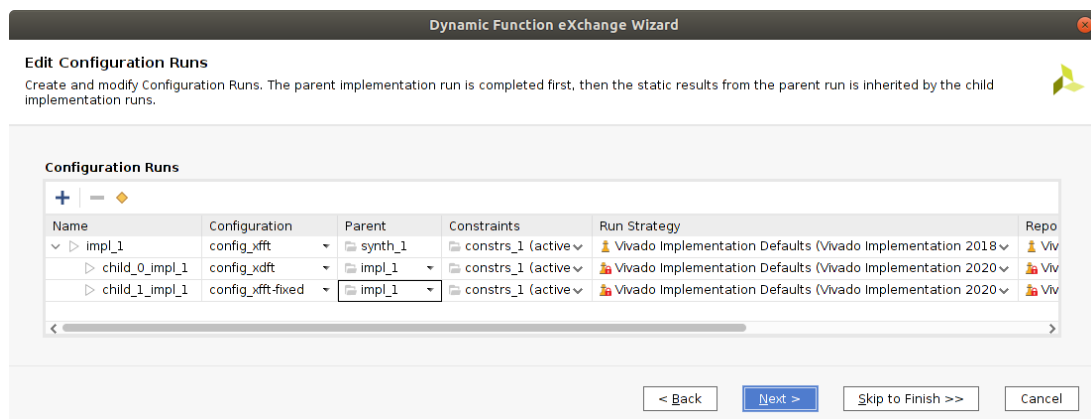 Dynamic Function eXchange Wizard
Edit Configuration Runs
Create and modify Configuration Runs. The parent implementation run is completed first, then the static results from the parent run is inherited by the child
implementation runs.
Configuration Runs
Name Configuration Parent Constraints Run Strategy Repo
impl_1 config_xfft synth_1 constrs_1 (active Vivado Implementation Defaults (Vivado Implementation 2018 Viv
child_0_impl_1 config_xdft impl_1 constrs_1 (active Vivado Implementation Defaults (Vivado Implementation 2020 Viv
child_1_impl_1 config_xfft-fixed impl_1 constrs_1 (active Vivado Implementation Defaults (Vivado Implementation 2020 Viv
< Back Next > Skip to Finish >> Cancel